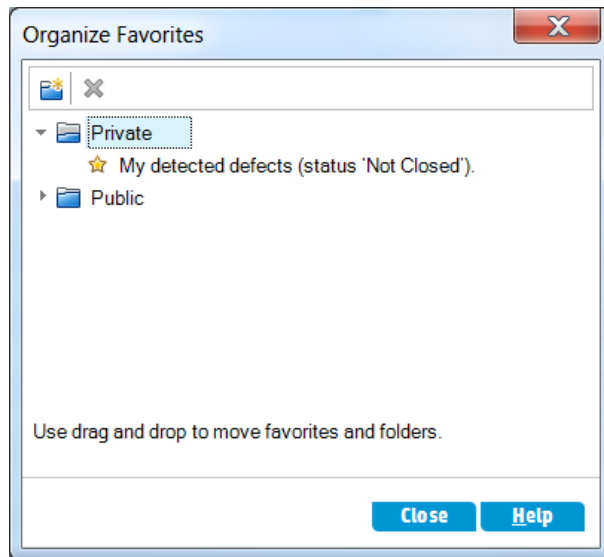 Organize Favorites
Private
My detected defects (status 'Not Closed').
Public
Use drag and drop to move favorites and folders.
Close Help